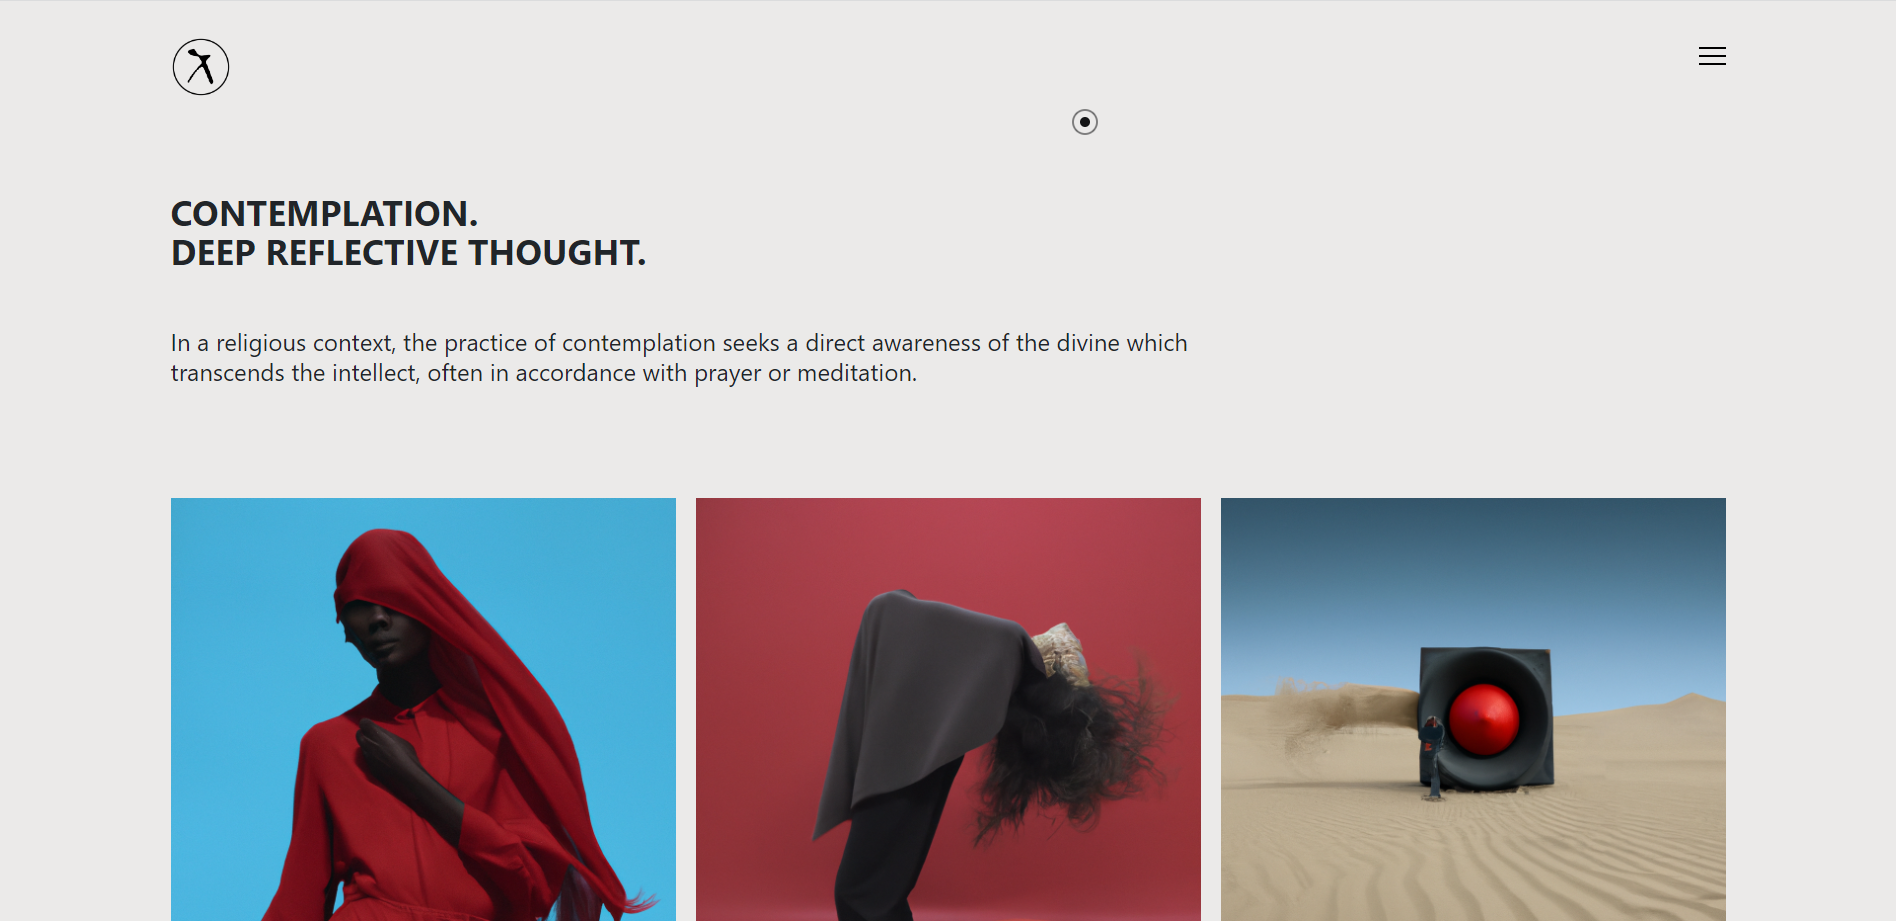 CONTEMPLATION.
DEEP REFLECTIVE THOUGHT.
In a religious context, the practice of contemplation seeks a direct awareness of the divine which
transcends the intellect, often in accordance with prayer or meditation.